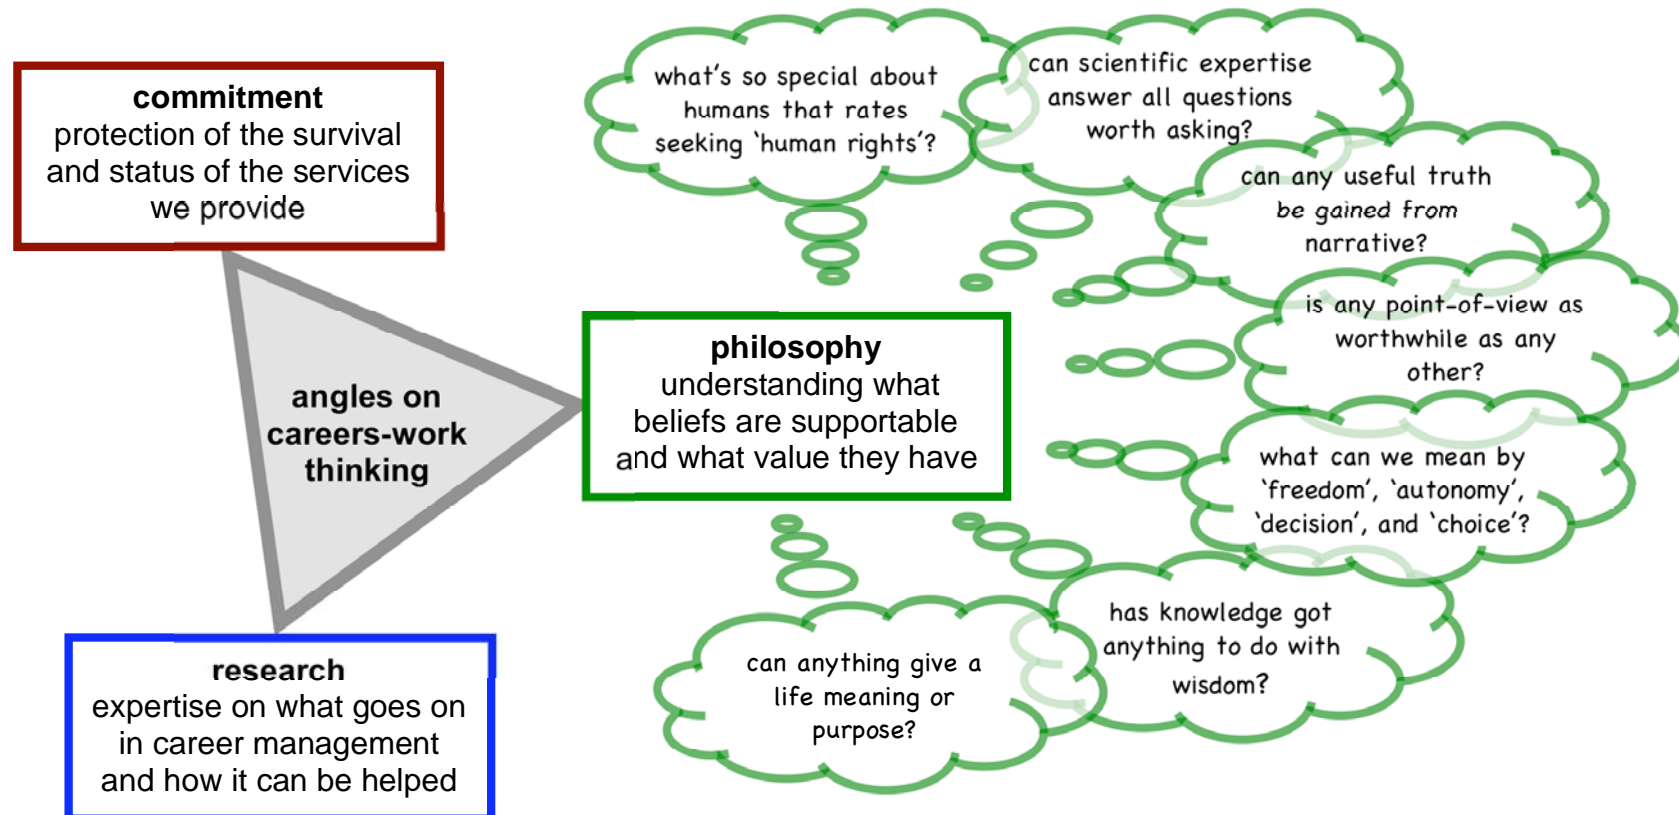 commitment
protection of the survival
and status of the services
we provide
angles on
careers-work
thinking
research
expertise on what goes on
in career management
and how it can be helped
philosophy
understanding what
beliefs are supportable
and what value they have
what's so special about
humans that rates
seeking ‘human rights’?
can scientific expertise
answer all questions
worth asking?
can any useful truth
be gained from
narrative?
is any point-of-view as
worthwhile as any
other?
what can we mean by
‘freedom’, ‘autonomy’,
‘decision’, and ‘choice’?
has knowledge got
anything to do with
wisdom?
can anything give a
life meaning or
purpose?